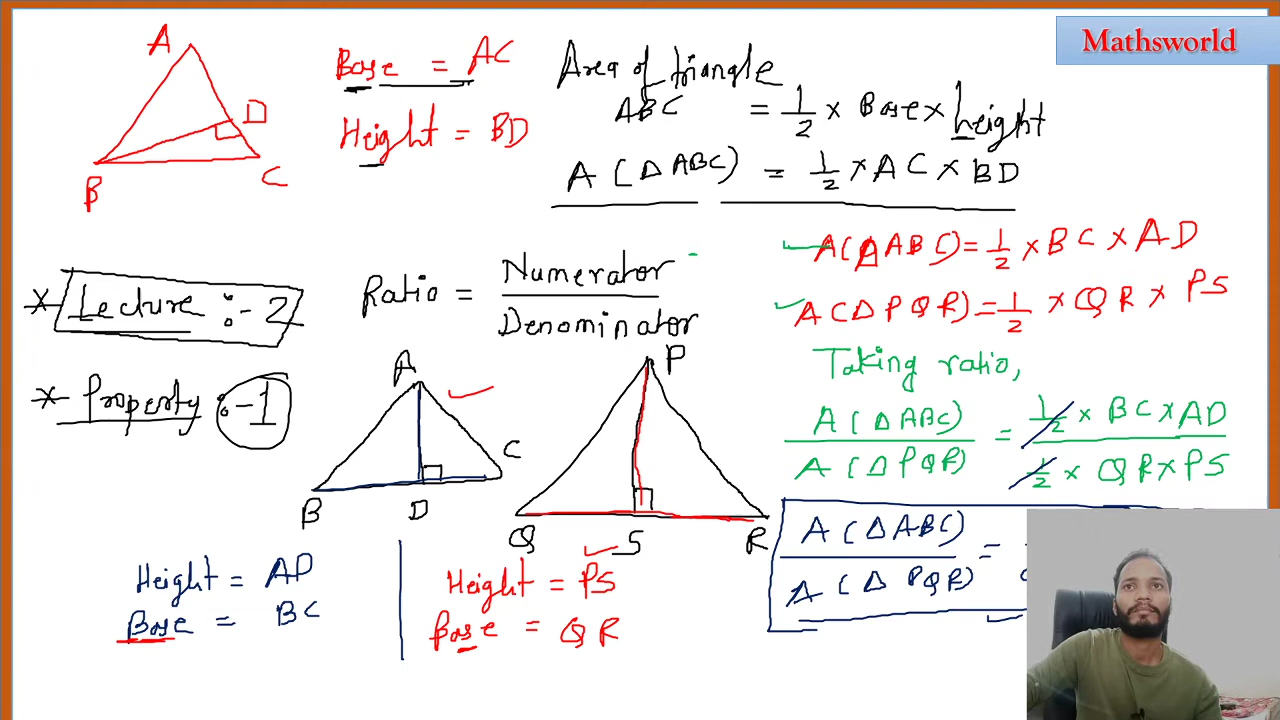 Mathsworld
A
D
B
C
Base = AC
Height = BD
Area of triangle
ABC = 1/2 × Base × height
A (Δ ABC) = 1/2 × AC × BD
* Lecture :- 2
Ratio = Numerator / Denominator
A(Δ ABC) = 1/2 × BC × AD
A(Δ PQR) = 1/2 × QR × PS
* Property :- 1
A
B
D
C
P
Q
S
R
Taking ratio,
A (Δ ABC) / A (Δ PQR) = 1/2 × BC × AD / 1/2 × QR × PS
A (Δ ABC) / A (Δ PQR) =
Height = AD
Base = BC
Height = PS
Base = QR